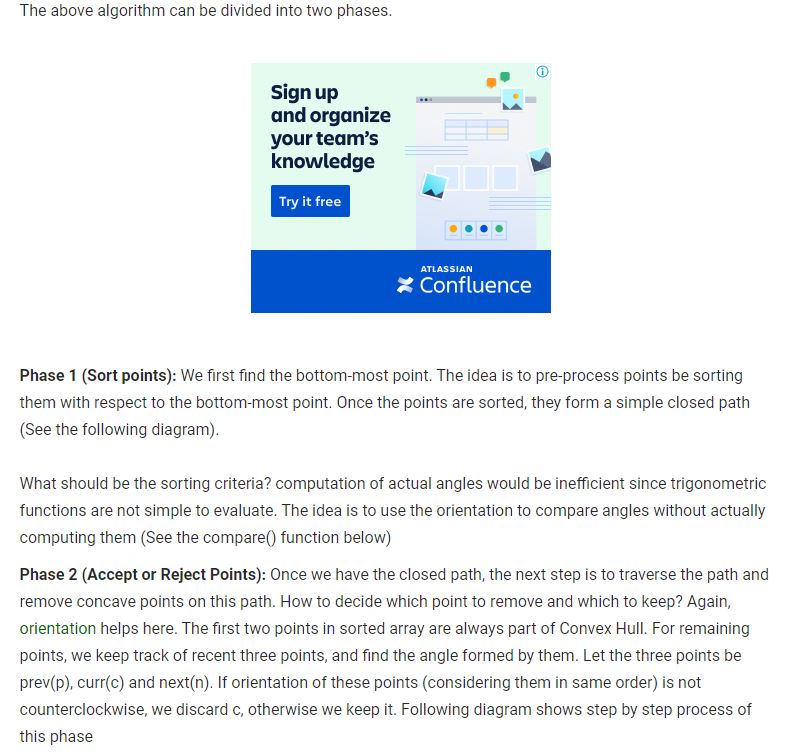 The above algorithm can be divided into two phases.
Sign up
and organize
your team's
knowledge
Try it free
ATLASSIAN
Confluence
Phase 1 (Sort points): We first find the bottom-most point. The idea is to pre-process points be sorting
them with respect to the bottom-most point. Once the points are sorted, they form a simple closed path
(See the following diagram).
What should be the sorting criteria? computation of actual angles would be inefficient since trigonometric
functions are not simple to evaluate. The idea is to use the orientation to compare angles without actually
computing them (See the compare() function below)
Phase 2 (Accept or Reject Points): Once we have the closed path, the next step is to traverse the path and
remove concave points on this path. How to decide which point to remove and which to keep? Again,
orientation helps here. The first two points in sorted array are always part of Convex Hull. For remaining
points, we keep track of recent three points, and find the angle formed by them. Let the three points be
prev(p), curr(c) and next(n). If orientation of these points (considering them in same order) is not
counterclockwise, we discard c, otherwise we keep it. Following diagram shows step by step process of
this phase